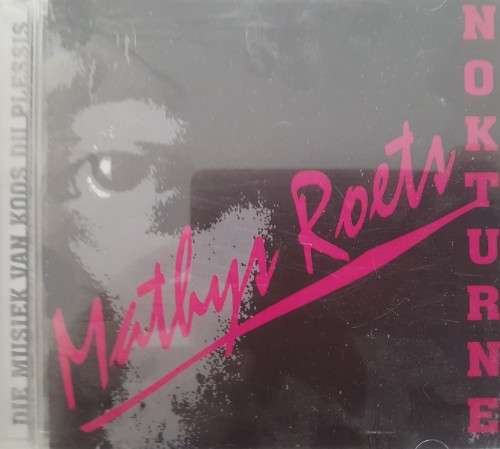 DIE MUSIEK VAN KOOS DU PLESSIS
Mathys Roets
NOKTURNE